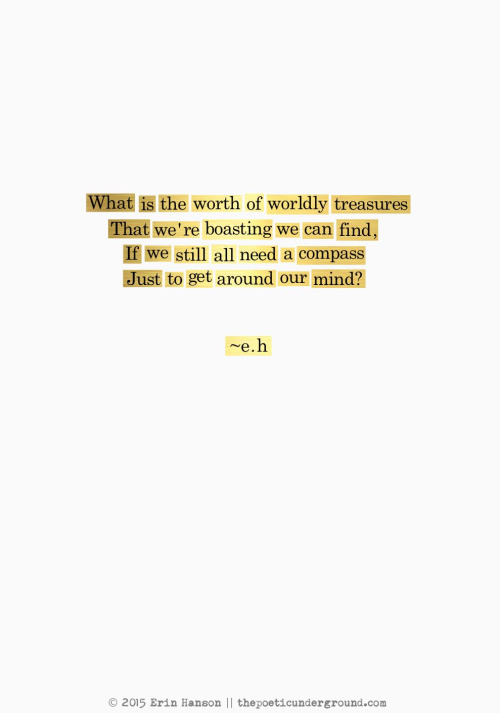 What is the worth of worldly treasures
That we're boasting we can find,
If we still all need a compass
Just to get around our mind?
~e.h
© 2015 Erin Hanson || thepoeticunderground.com